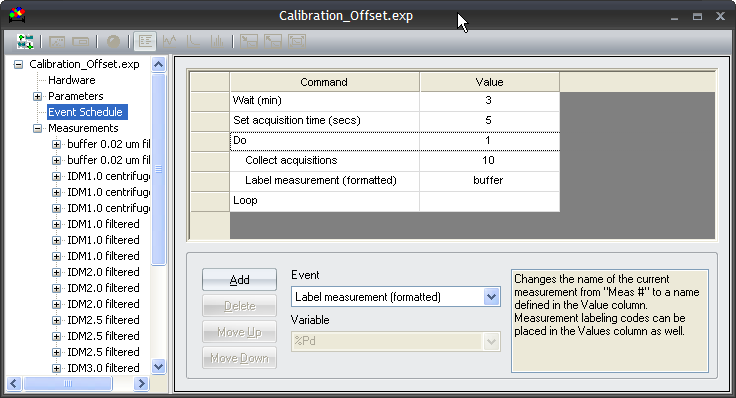 Calibration_Offset.exp
Calibration_Offset.exp
Hardware
Parameters
Event Schedule
Measurements
buffer 0.02 um fil
buffer 0.02 um fil
IDM1.0 centrifuge
IDM1.0 centrifuge
IDM1.0 filtered
IDM1.0 filtered
IDM1.0 filtered
IDM2.0 filtered
IDM2.0 filtered
IDM2.0 filtered
IDM2.5 filtered
IDM2.5 filtered
IDM2.5 filtered
IDM2.5 filtered
IDM3.0 filtered
Command Value
Wait (min) 3
Set acquisition time (secs) 5
Do 1
Collect acquisitions 10
Label measurement (formatted) buffer
Loop
Add
Delete
Move Up
Move Down
Event
Label measurement (formatted)
Variable
%Pd
Changes the name of the current
measurement from "Meas #" to a name
defined in the Value column.
Measurement labeling codes can be
placed in the Values column as well.